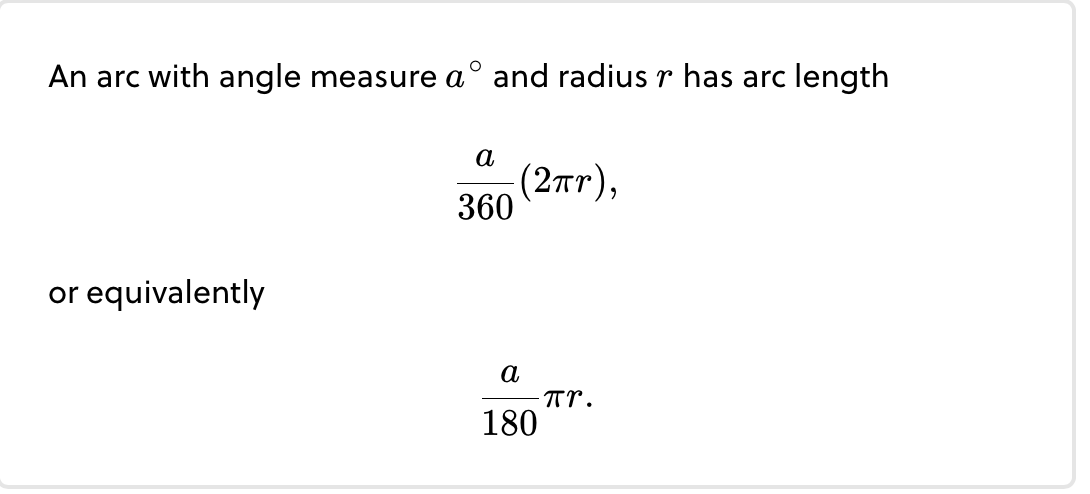 An arc with angle measure $a^\circ$ and radius $r$ has arc length
$\frac{a}{360}(2\pi r),$
or equivalently
$\frac{a}{180}\pi r.$